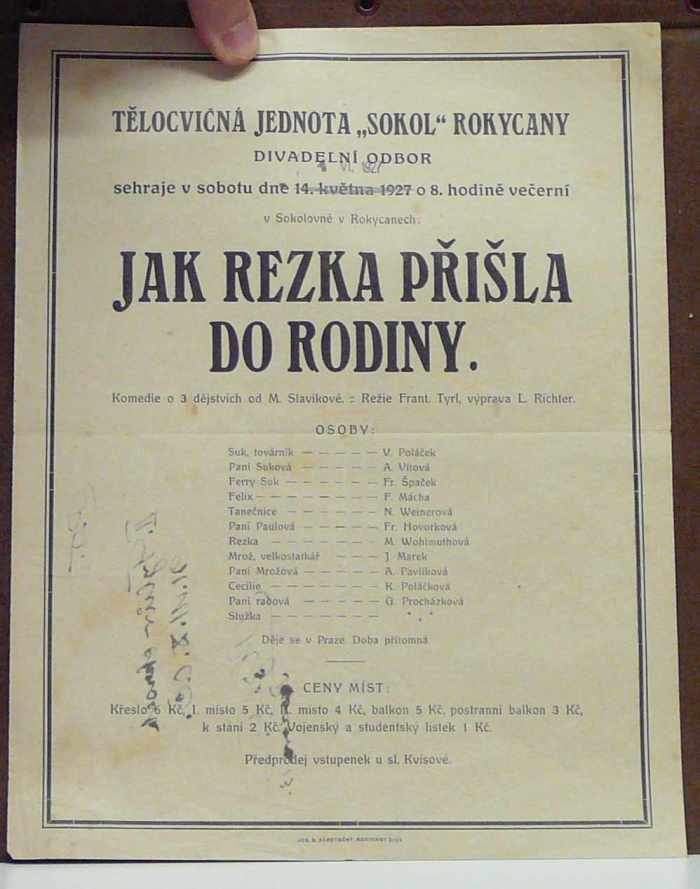 TĚLOCVIČNÁ JEDNOTA „SOKOL“ ROKYCANY
DIVADELNÍ ODBOR
VI. 1927
sehraje v sobotu dne 14. května 1927 o 8. hodině večerní
v Sokolovně v Rokycanech:
JAK REZKA PŘIŠLA
DO RODINY.
Komedie o 3 dějstvích od M. Slavíkové. :: Režie Frant. Tyrl, výprava L. Richter.
OSOBY:
Suk, továrník — — — — — V. Poláček
Paní Suková — — — — — A. Vítová
Ferry Suk — — — — — — Fr. Špaček
Felix — — — — — — — — F. Mácha
Tanečnice — — — — — — N. Weinerová
Paní Paulová — — — — — Fr. Hovorková
Rezka — — — — — — — M. Wohlmuthová
Mrož, velkostatkář — — — J. Marek
Paní Mrožová — — — — — A. Pavlíková
Cecilie — — — — — — — K. Poláčková
Paní radová — — — — — G. Procházková
Služka — — — — — — — * * *
Děje se v Praze. Doba přítomná.
CENY MÍST:
Křeslo 6 Kč, I. místo 5 Kč, II. místo 4 Kč, balkon 5 Kč, postranní balkon 3 Kč,
k stání 2 Kč. Vojenský a studentský lístek 1 Kč.
Předprodej vstupenek u sl. Kvisové.